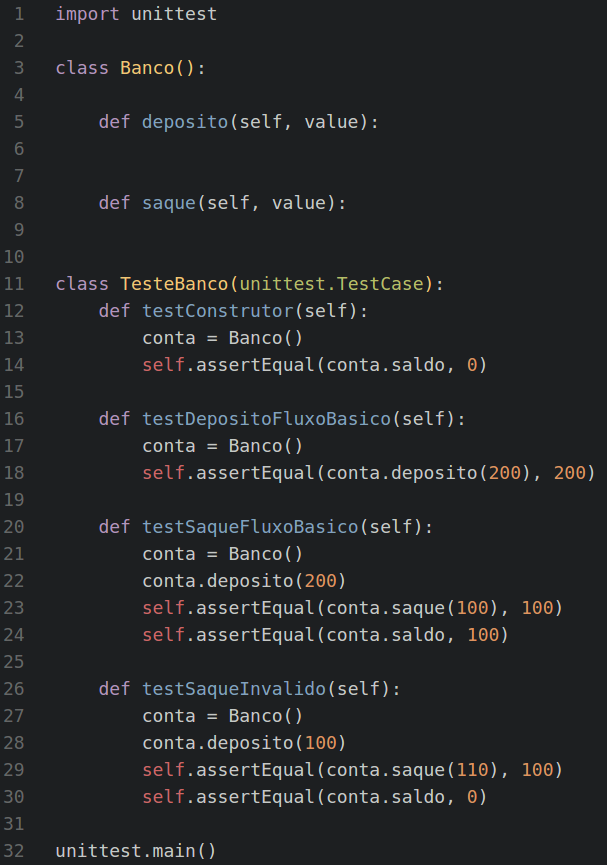 1 import unittest
2
3 class Banco():
4
5     def deposito(self, value):
6
7
8     def saque(self, value):
9
10
11 class TesteBanco(unittest.TestCase):
12     def testConstrutor(self):
13         conta = Banco()
14         self.assertEqual(conta.saldo, 0)
15
16     def testDepositoFluxoBasico(self):
17         conta = Banco()
18         self.assertEqual(conta.deposito(200), 200)
19
20     def testSaqueFluxoBasico(self):
21         conta = Banco()
22         conta.deposito(200)
23         self.assertEqual(conta.saque(100), 100)
24         self.assertEqual(conta.saldo, 100)
25
26     def testSaqueInvalido(self):
27         conta = Banco()
28         conta.deposito(100)
29         self.assertEqual(conta.saque(110), 100)
30         self.assertEqual(conta.saldo, 0)
31
32 unittest.main()